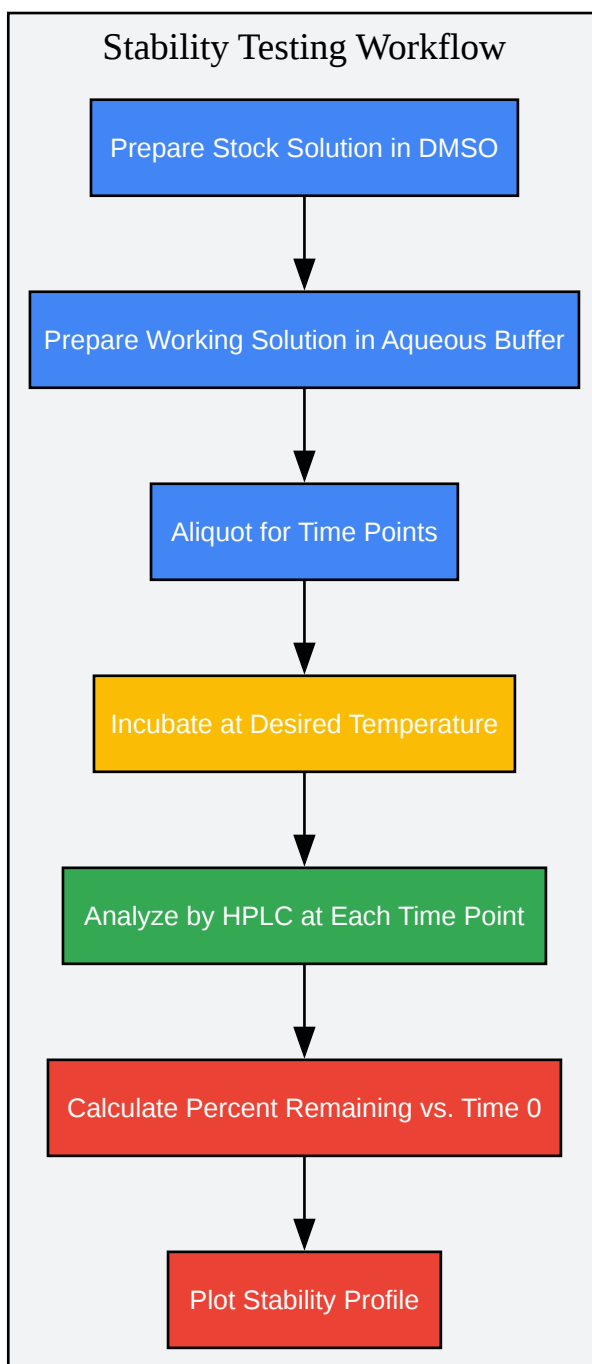 Stability Testing Workflow
Prepare Stock Solution in DMSO
Prepare Working Solution in Aqueous Buffer
Aliquot for Time Points
Incubate at Desired Temperature
Analyze by HPLC at Each Time Point
Calculate Percent Remaining vs. Time 0
Plot Stability Profile